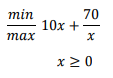 min/max 10x + 70/x
x ≥ 0